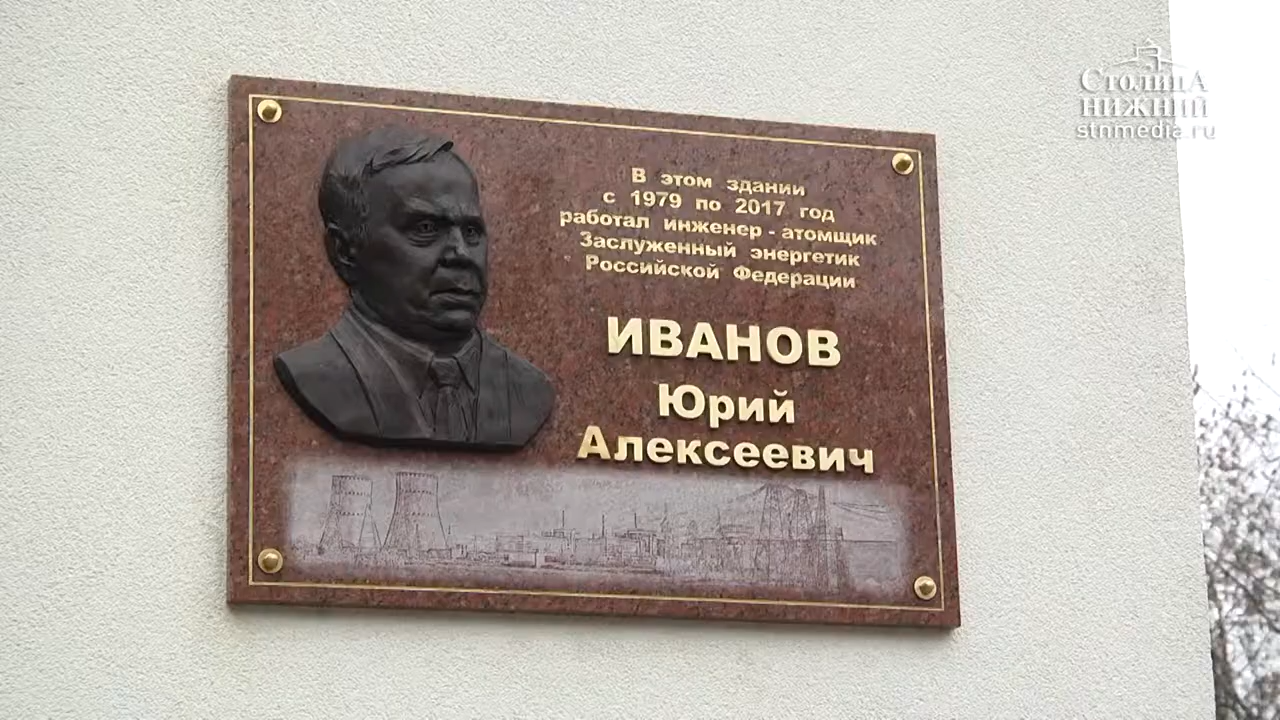 СтолицА
НИЖНИЙ
stnmedia.ru
В этом здании
с 1979 по 2017 год
работал инженер - атомщик
Заслуженный энергетик
Российской Федерации
ИВАНОВ
Юрий
Алексеевич